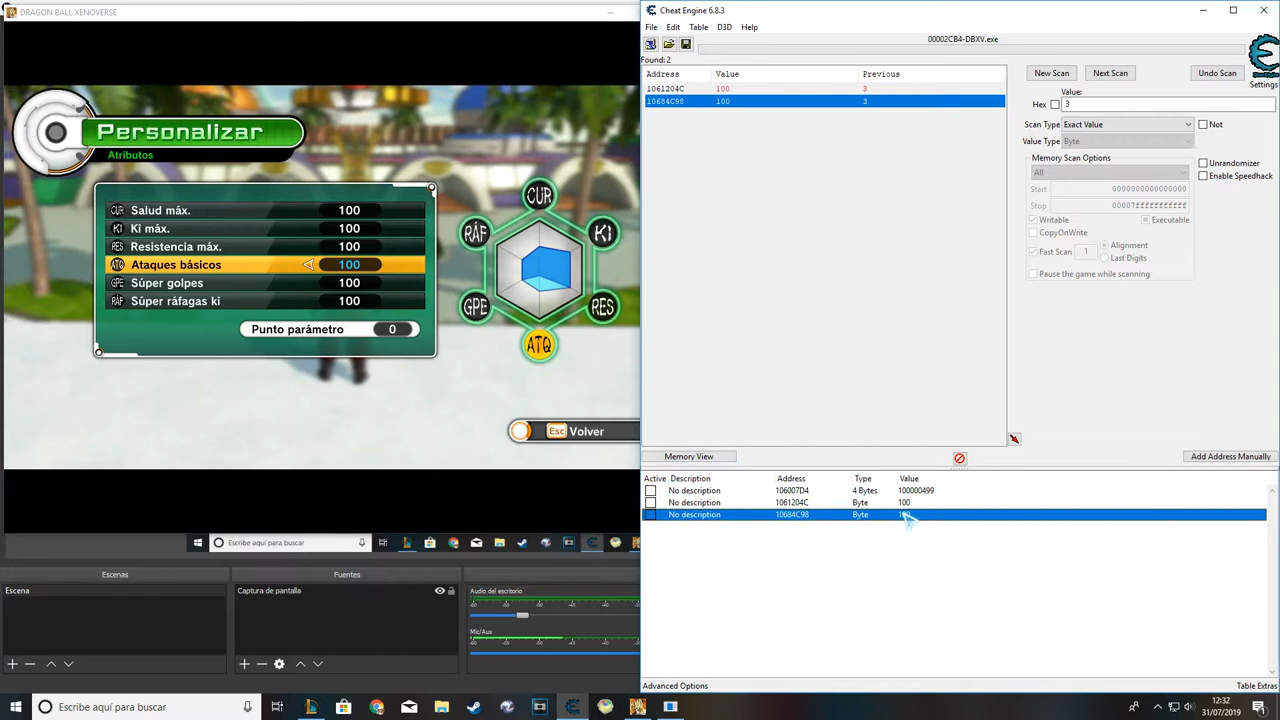 DRAGON BALL XENOVERSE
Personalizar
Atributos
CUR Salud máx. 100
KI Ki máx. 100
RES Resistencia máx. 100
ATQ Ataques básicos 100
GPE Súper golpes 100
RÁF Súper ráfagas ki 100
Punto parámetro 0
CUR
RÁF
KI
GPE
RES
ATQ
Esc Volver
Escribe aquí para buscar
Escenas
Fuentes
Escena
Captura de pantalla
Audio del escritorio
Mic/Aux
Cheat Engine 6.8.3
File Edit Table D3D Help
00002CB4-DBXV.exe
Found: 2
Address Value Previous
1061204C 100 3
10684C98 100 3
New Scan Next Scan Undo Scan
Settings
Value:
Hex 3
Scan Type Exact Value Not
Value Type Byte
Memory Scan Options
All
Unrandomizer
Enable Speedhack
Start 0000000000000000
Stop 00007fffffffffff
Writable Executable
CopyOnWrite
Fast Scan 1 Alignment
Last Digits
Pause the game while scanning
Memory View
Add Address Manually
Active Description Address Type Value
No description 106007D4 4 Bytes 100000499
No description 1061204C Byte 100
No description 10684C98 Byte
Advanced Options
Table Extras
Escribe aquí para buscar
12:32
31/07/2019